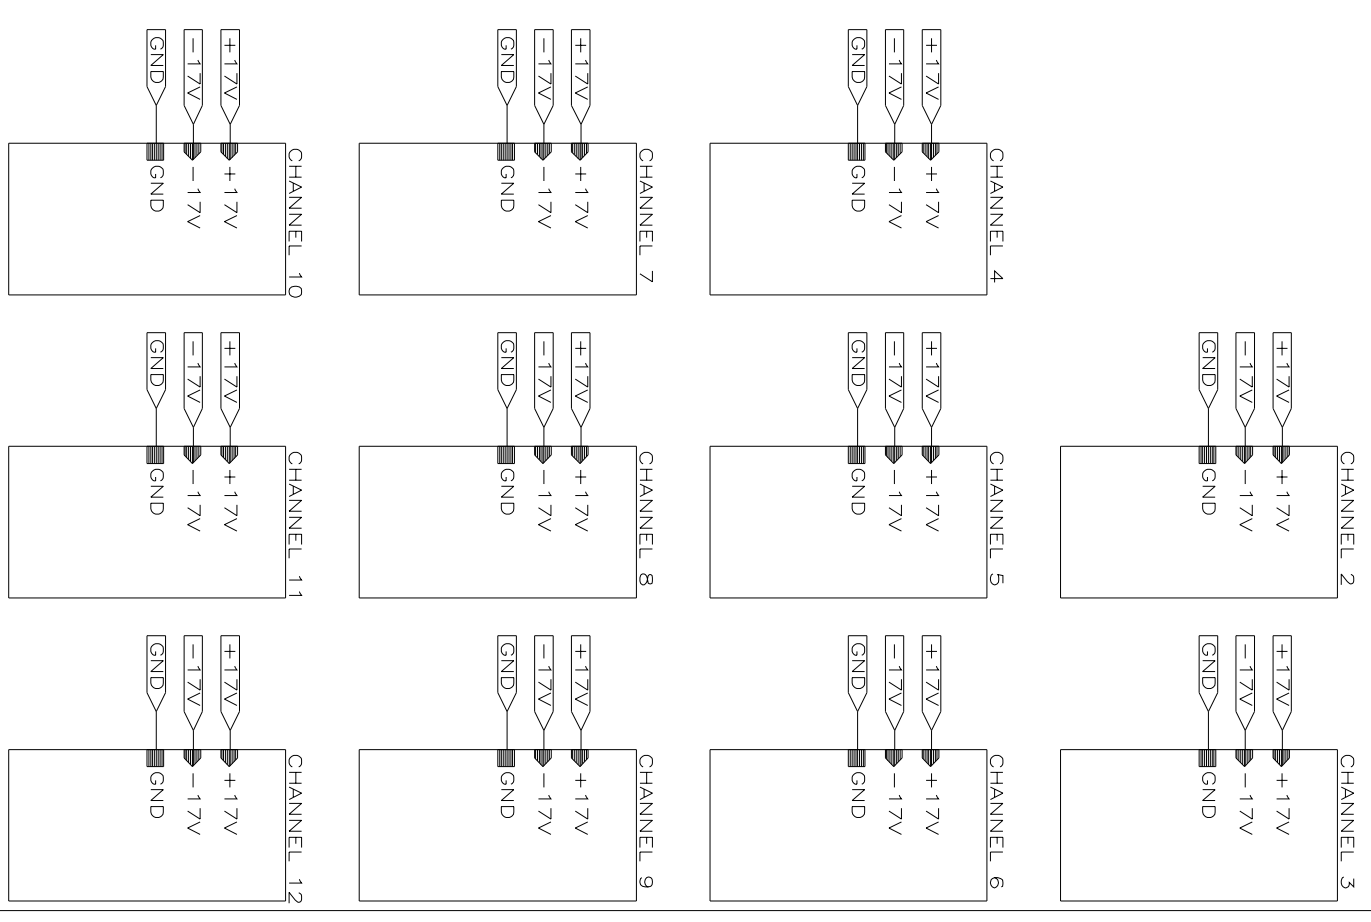 CHANNEL 2
+17V +17V
-17V -17V
GND GND
CHANNEL 3
+17V +17V
-17V -17V
GND GND
CHANNEL 4
+17V +17V
-17V -17V
GND GND
CHANNEL 5
+17V +17V
-17V -17V
GND GND
CHANNEL 6
+17V +17V
-17V -17V
GND GND
CHANNEL 7
+17V +17V
-17V -17V
GND GND
CHANNEL 8
+17V +17V
-17V -17V
GND GND
CHANNEL 9
+17V +17V
-17V -17V
GND GND
CHANNEL 10
+17V +17V
-17V -17V
GND GND
CHANNEL 11
+17V +17V
-17V -17V
GND GND
CHANNEL 12
+17V +17V
-17V -17V
GND GND